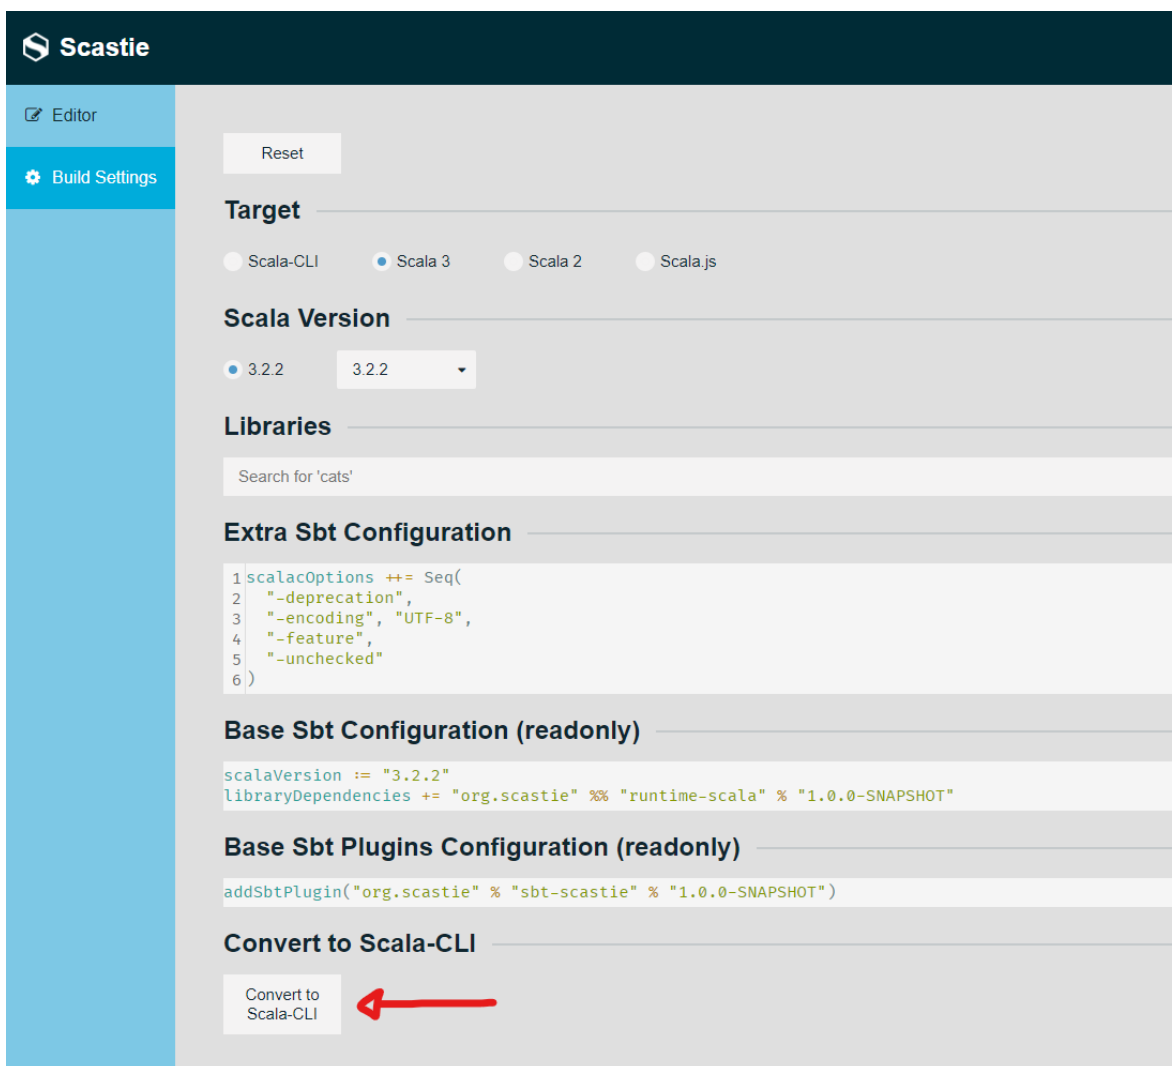 Scastie
Editor
Build Settings
Reset
Target
Scala-CLI Scala 3 Scala 2 Scala.js
Scala Version
3.2.2 3.2.2
Libraries
Search for 'cats'
Extra Sbt Configuration
1 scalacOptions ++= Seq(
2 "-deprecation",
3 "-encoding", "UTF-8",
4 "-feature",
5 "-unchecked"
6 )
Base Sbt Configuration (readonly)
scalaVersion := "3.2.2"
libraryDependencies += "org.scastie" %% "runtime-scala" % "1.0.0-SNAPSHOT"
Base Sbt Plugins Configuration (readonly)
addSbtPlugin("org.scastie" % "sbt-scastie" % "1.0.0-SNAPSHOT")
Convert to Scala-CLI
Convert to
Scala-CLI